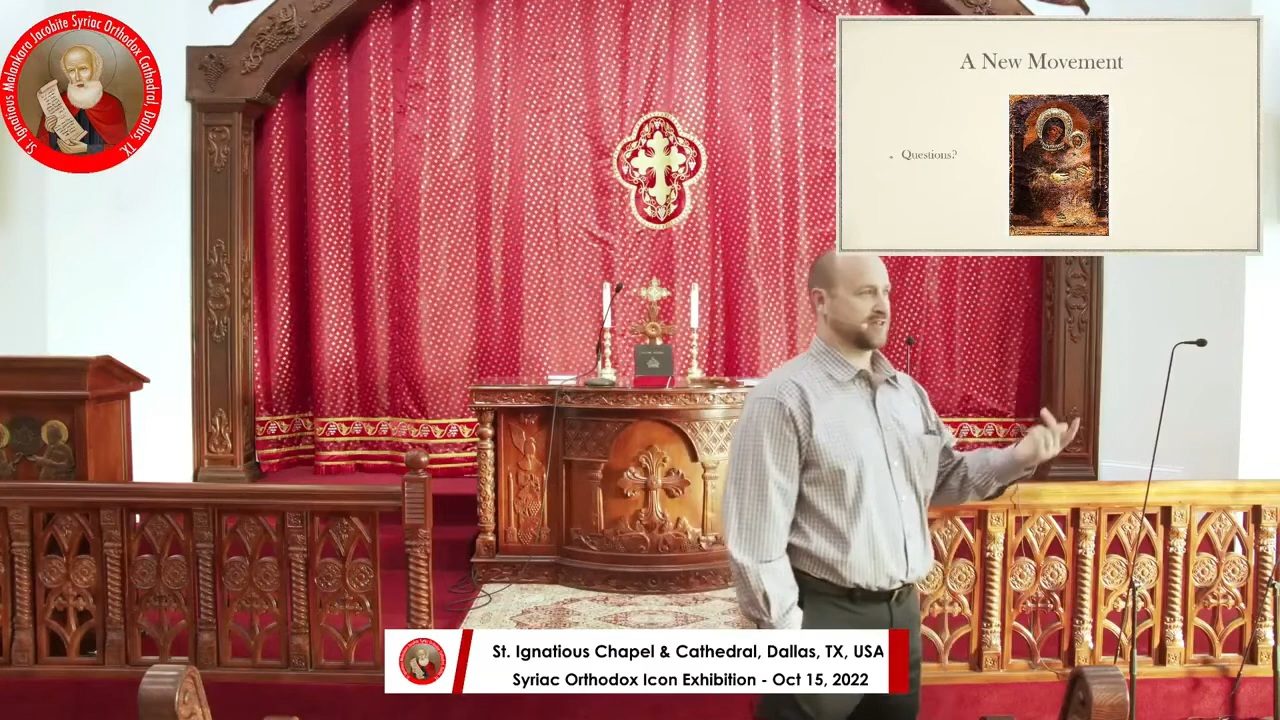 St. Ignatious Malankara Jacobite Syriac Orthodox Cathedral, Dallas, TX
A New Movement
Questions?
St. Ignatious Chapel & Cathedral, Dallas, TX, USA
Syriac Orthodox Icon Exhibition - Oct 15, 2022